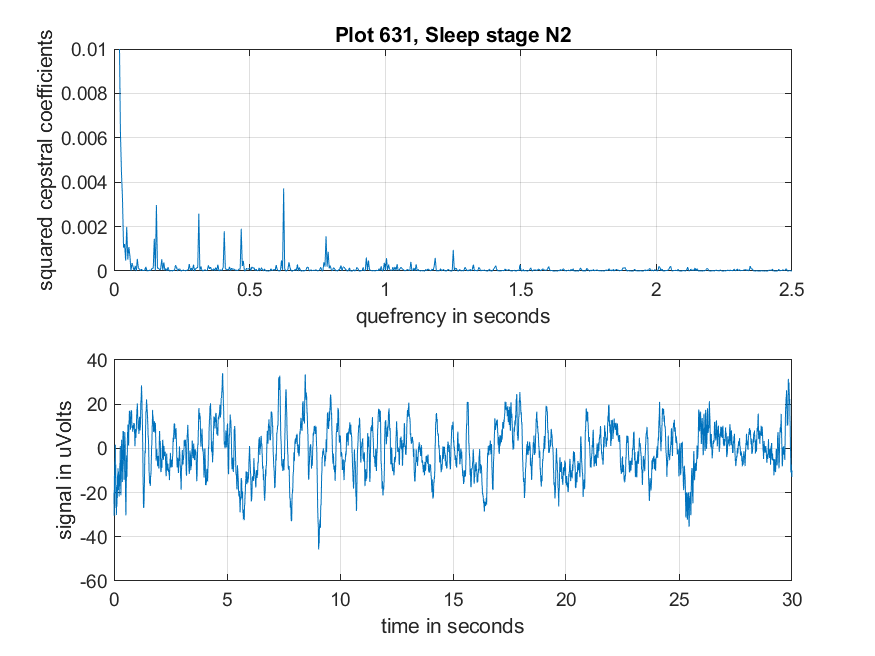 Plot 631, Sleep stage N2
squared cepstral coefficients
0.01
0.008
0.006
0.004
0.002
0
0 0.5 1 1.5 2 2.5
quefrency in seconds
signal in uVolts
40
20
0
-20
-40
-60
0 5 10 15 20 25 30
time in seconds